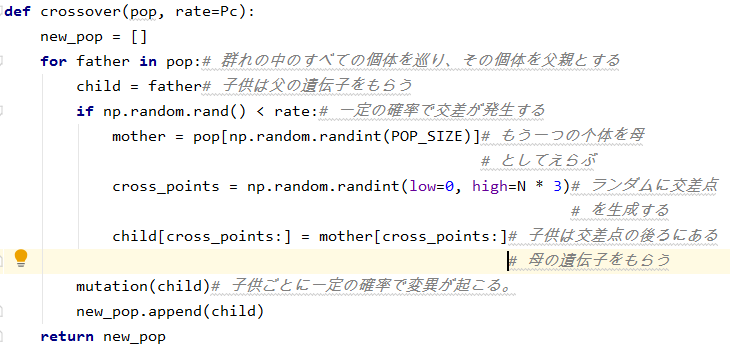 def crossover(pop, rate=Pc):
    new_pop = []
    for father in pop:# 群れの中のすべての個体を巡り、その個体を父親とする
        child = father# 子供は父の遺伝子をもらう
        if np.random.rand() < rate:# 一定の確率で交差が発生する
            mother = pop[np.random.randint(POP_SIZE)]# もう一つの个体を母
                                                     # としてえらぶ
            cross_points = np.random.randint(low=0, high=N * 3)# ランダムに交差点
                                                               # を生成する
            child[cross_points:] = mother[cross_points:]# 子供は交差点の後ろにある
                                                        # 母の遺伝子をもらう
        mutation(child)# 子供ごとに一定の確率で変異が起こる。
        new_pop.append(child)
    return new_pop